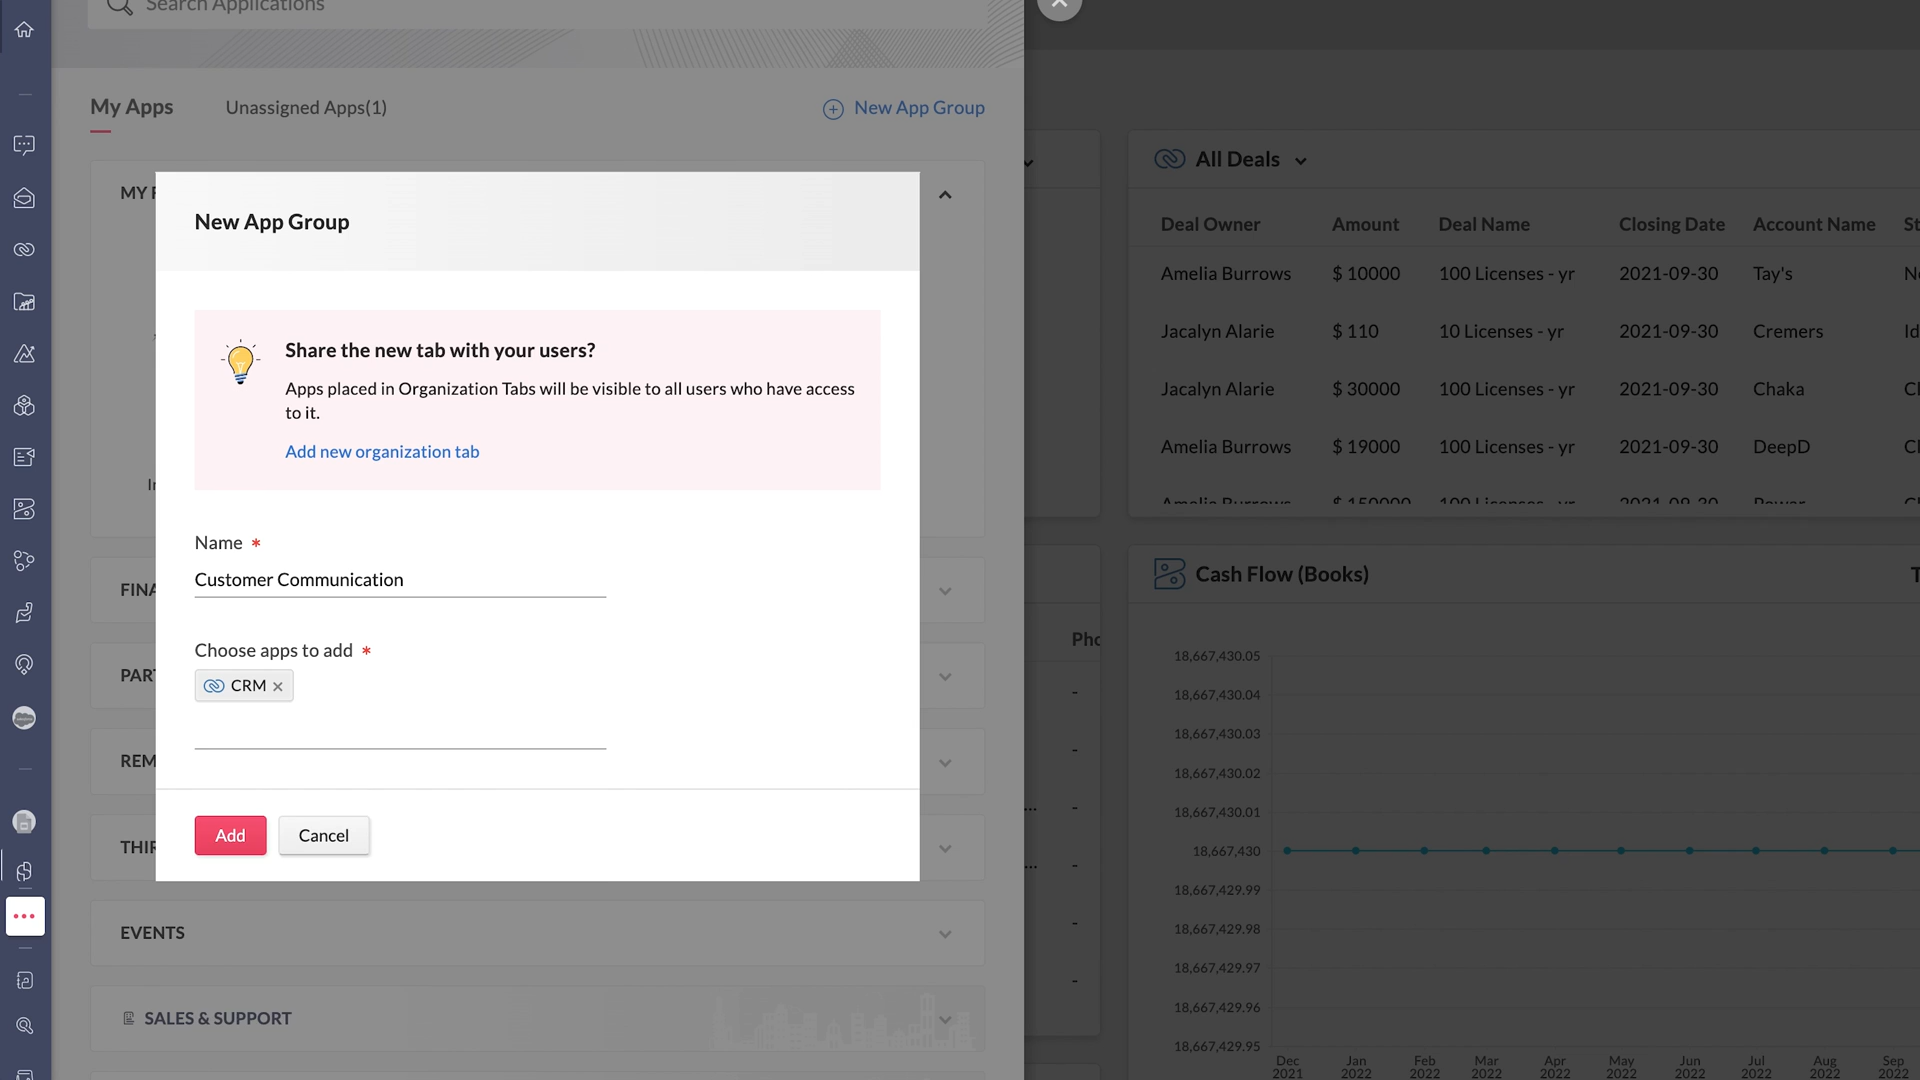 Search Applications
My Apps
Unassigned Apps(1)
New App Group
MY
New App Group
Share the new tab with your users?
Apps placed in Organization Tabs will be visible to all users who have access
to it.
Add new organization tab
Name *
Customer Communication
Choose apps to add *
CRM
Add
Cancel
FINA
PAR
REM
THIR
EVENTS
SALES & SUPPORT
All Deals
Deal Owner Amount Deal Name Closing Date Account Name St
Amelia Burrows $ 10000 100 Licenses - yr 2021-09-30 Tay's
Jacalyn Alarie $ 110 10 Licenses - yr 2021-09-30 Cremers Id
Jacalyn Alarie $ 30000 100 Licenses - yr 2021-09-30 Chaka
Amelia Burrows $ 19000 100 Licenses - yr 2021-09-30 DeepD
Amelia Burrows $ 150000 100 Licenses - yr 2021-09-30
Pho
-
-
... -
... -
-
-
Cash Flow (Books)
T
18,667,430.05
18,667,430.04
18,667,430.03
18,667,430.02
18,667,430.01
18,667,430
18,667,429.99
18,667,429.98
18,667,429.97
18,667,429.96
18,667,429.95
Dec Jan Feb Mar Apr May Jun Jul Aug Sep
2021 2022 2022 2022 2022 2022 2022 2022 2022 2022